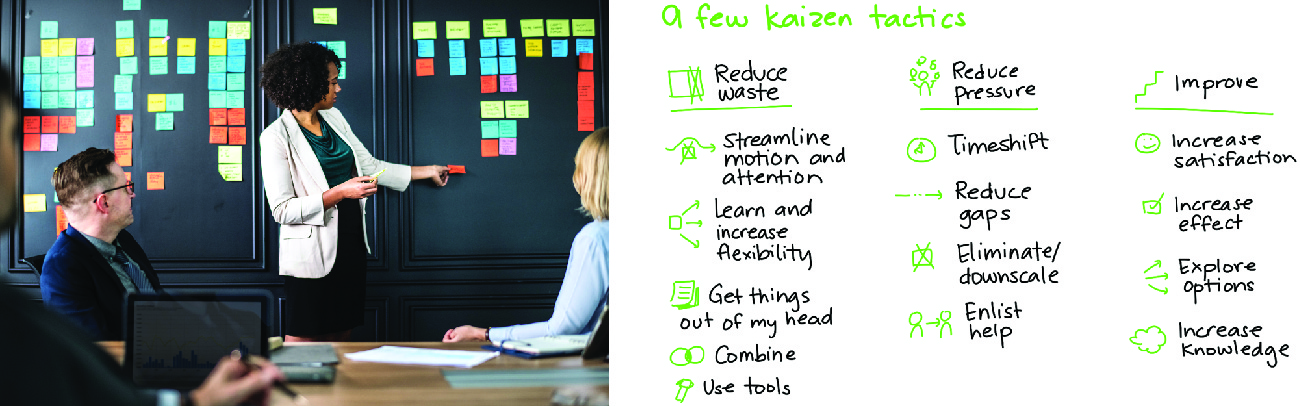 a few kaizen tactics
Reduce
waste
Streamline
motion and
attention
Learn and
increase
flexibility
Get things
out of my head
Combine
Use tools
Reduce
Pressure
Timeshift
Reduce
gaps
Eliminate/
downscale
Enlist
help
Improve
Increase
satisfaction
Increase
effect
Explore
options
Increase
Knowledge